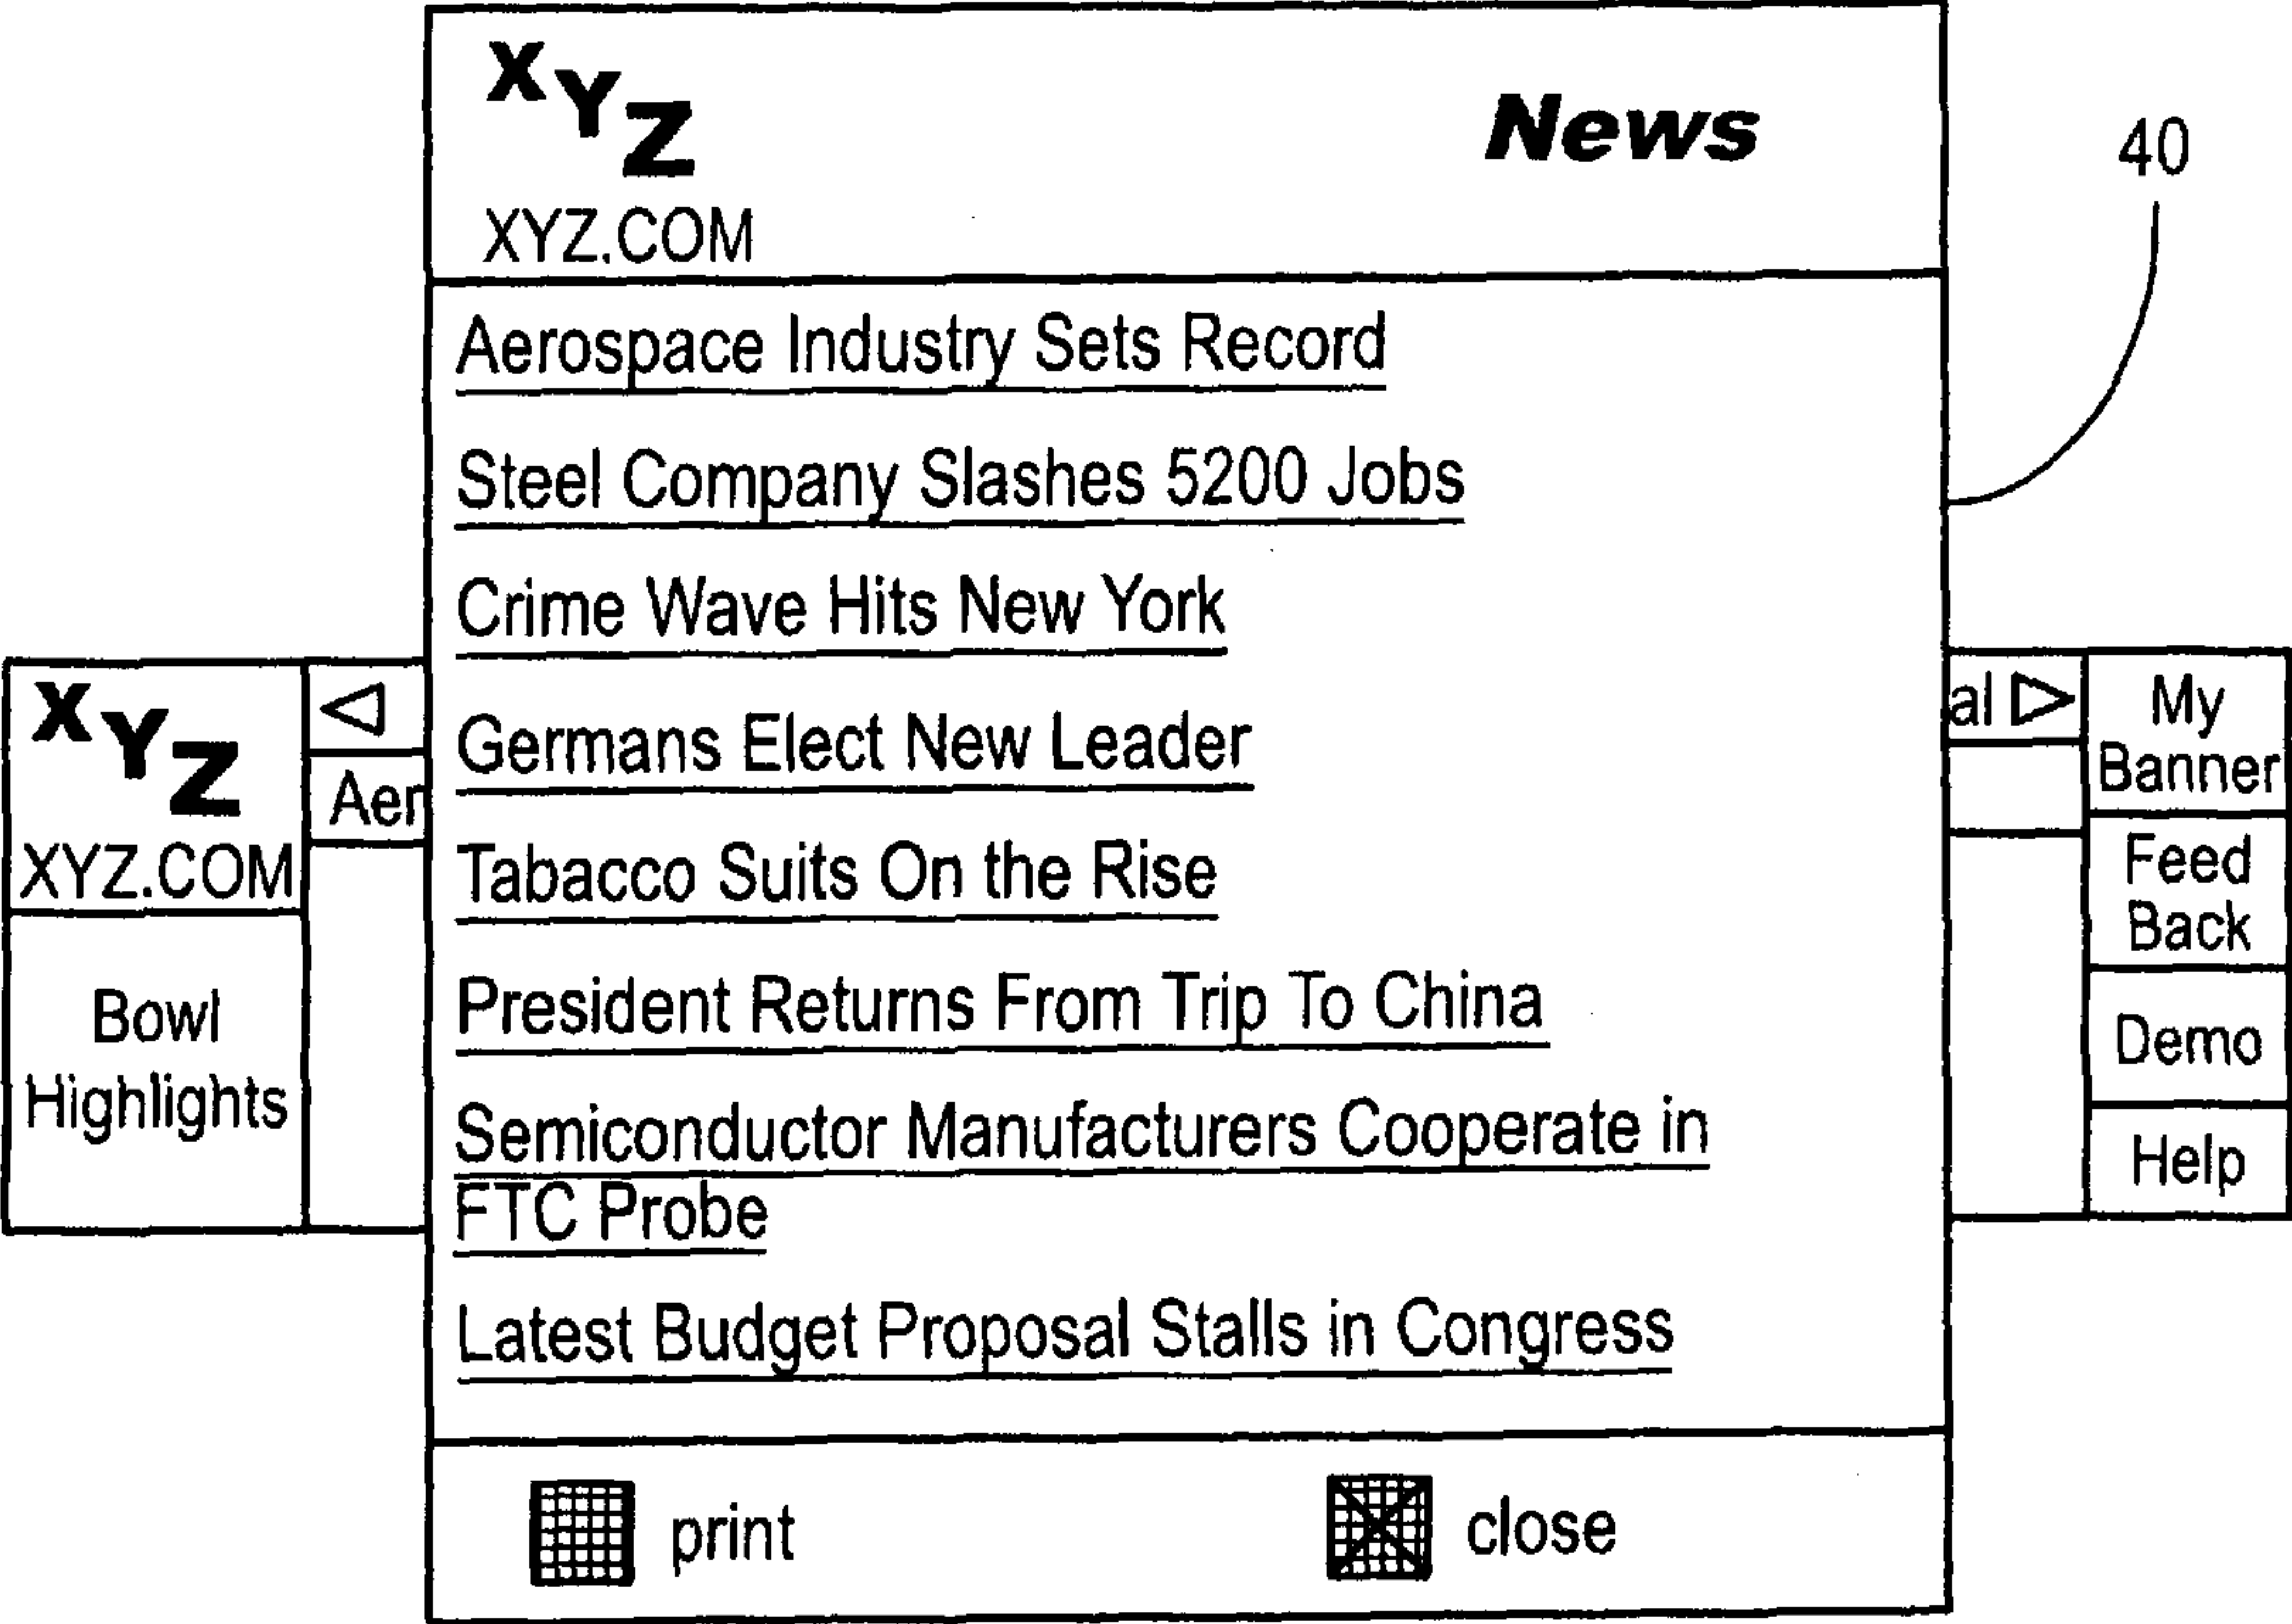 XYZ
News
40
XYZ.COM
Aerospace Industry Sets Record
Steel Company Slashes 5200 Jobs
Crime Wave Hits New York
Germans Elect New Leader
Tabacco Suits On the Rise
President Returns From Trip To China
Semiconductor Manufacturers Cooperate in
FTC Probe
Latest Budget Proposal Stalls in Congress
print
close
XYZ
XYZ.COM
Bowl
Highlights
Aer
al
My
Banner
Feed
Back
Demo
Help